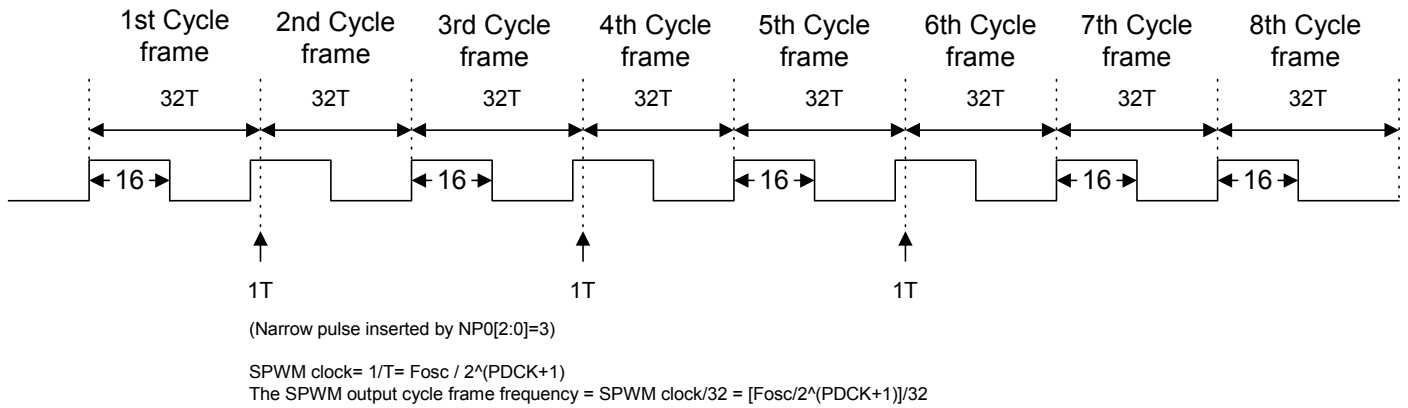 1st Cycle frame
2nd Cycle frame
3rd Cycle frame
4th Cycle frame
5th Cycle frame
6th Cycle frame
7th Cycle frame
8th Cycle frame
32T 32T 32T 32T 32T 32T 32T 32T
16 16 16 16 16
1T 1T 1T
(Narrow pulse inserted by NP0[2:0]=3)
SPWM clock= 1/T= Fosc / 2^(PDCK+1)
The SPWM output cycle frame frequency = SPWM clock/32 = [Fosc/2^(PDCK+1)]/32